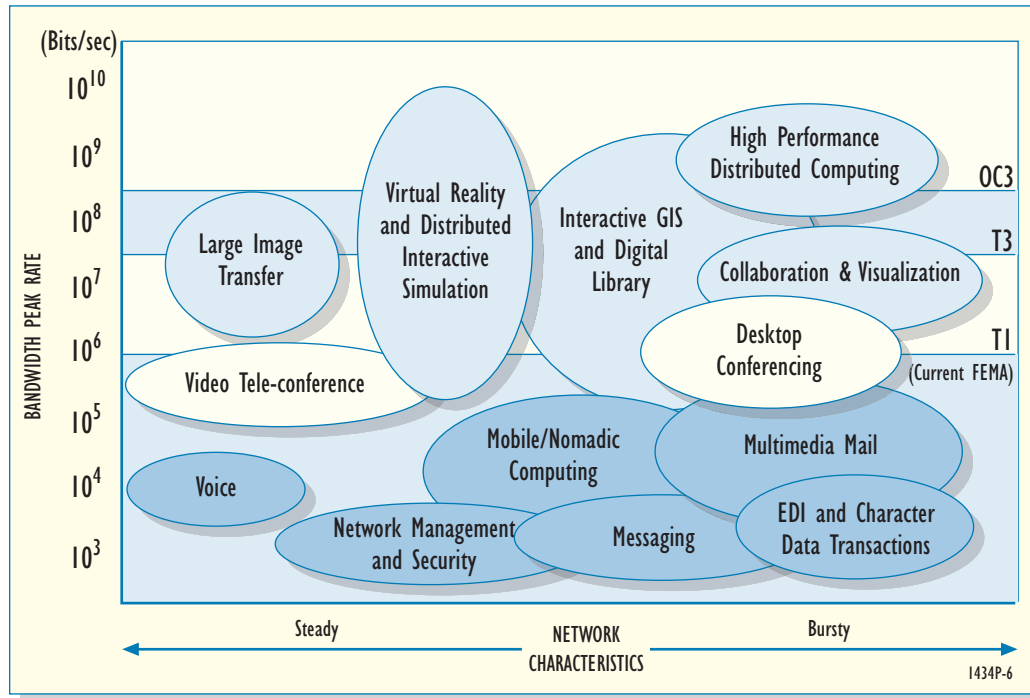 (Bits/sec)
10^10
10^9
10^8
10^7
10^6
10^5
10^4
10^3
BANDWIDTH PEAK RATE
OC3
T3
T1
(Current FEMA)
High Performance
Distributed Computing
Virtual Reality
and Distributed
Interactive
Simulation
Interactive GIS
and Digital
Library
Large Image
Transfer
Collaboration & Visualization
Desktop
Conferencing
Video Tele-conference
Mobile/Nomadic
Computing
Multimedia Mail
Voice
Network Management
and Security
Messaging
EDI and Character
Data Transactions
Steady
NETWORK
CHARACTERISTICS
Bursty
1434P-6